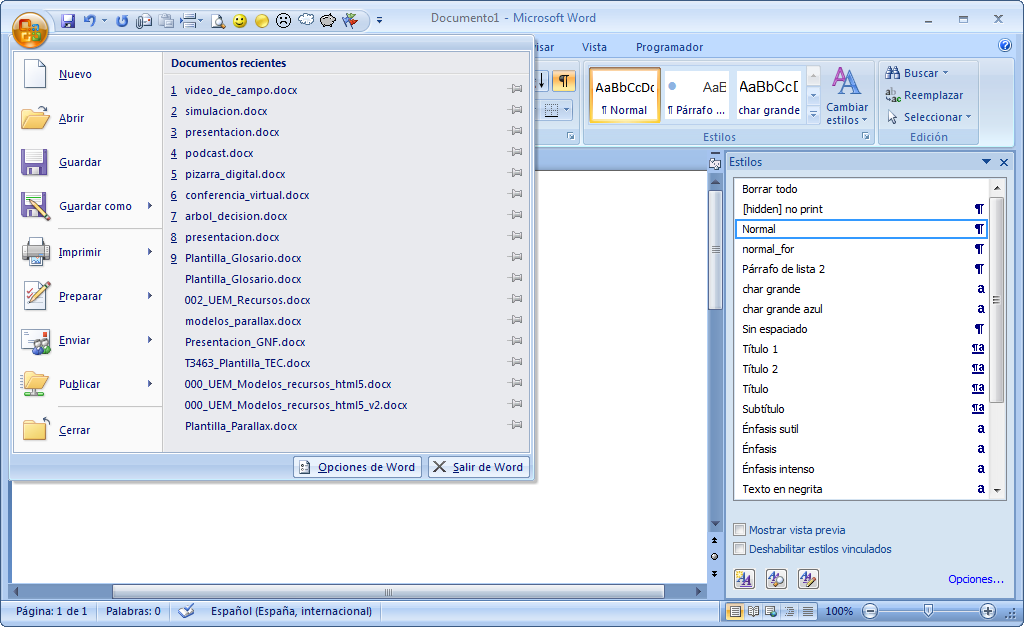 Documento1 - Microsoft Word
Vista
Programador
Nuevo
Abrir
Guardar
Guardar como
Imprimir
Preparar
Enviar
Publicar
Cerrar
Documentos recientes
1 video_de_campo.docx
2 simulacion.docx
3 presentacion.docx
4 podcast.docx
5 pizarra_digital.docx
6 conferencia_virtual.docx
7 arbol_decision.docx
8 presentacion.docx
9 Plantilla_Glosario.docx
Plantilla_Glosario.docx
002_UEM_Recursos.docx
modelos_parallax.docx
Presentacion_GNF.docx
T3463_Plantilla_TEC.docx
000_UEM_Modelos_recursos_html5.docx
000_UEM_Modelos_recursos_html5_v2.docx
Plantilla_Parallax.docx
Opciones de Word
Salir de Word
AaBbCcDc
¶ Normal
AaE
¶ Párrafo ...
AaBbCc[
char grande
Cambiar
estilos
Estilos
Buscar
Reemplazar
Seleccionar
Edición
Estilos
Borrar todo
[hidden] no print ¶
Normal ¶
normal_for ¶
Párrafo de lista 2 ¶
char grande a
char grande azul a
Sin espaciado ¶
Título 1 ¶a
Título 2 ¶a
Título ¶a
Subtítulo ¶a
Énfasis sutil a
Énfasis a
Énfasis intenso a
Texto en negrita a
Mostrar vista previa
Deshabilitar estilos vinculados
Opciones...
Página: 1 de 1
Palabras: 0
Español (España, internacional)
100%